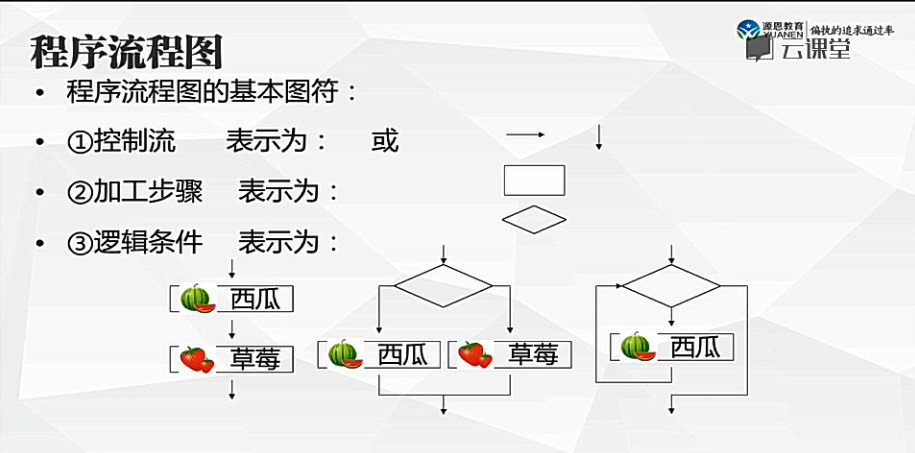 程序流程图
源恩教育
YUANEN
偏执的追求通过率
云课堂
• 程序流程图的基本图符：
• ①控制流 表示为： 或
• ②加工步骤 表示为：
• ③逻辑条件 表示为：
西瓜
草莓
西瓜
草莓
西瓜